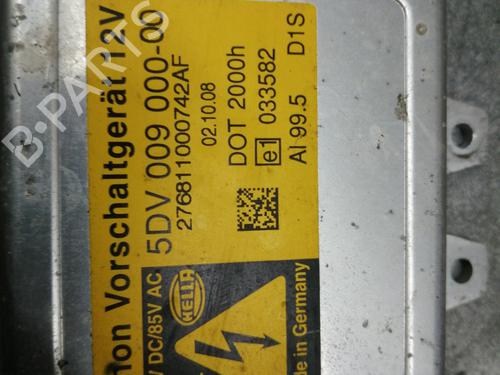 non Vorschaltgerät 12V
V DC/85V AC 5DV 009 000-00
276811000742AF
02.10.08
HELLA
DOT 2000h
e1 033582
Al 99.5 D1S
de in Germany
B-PARTS